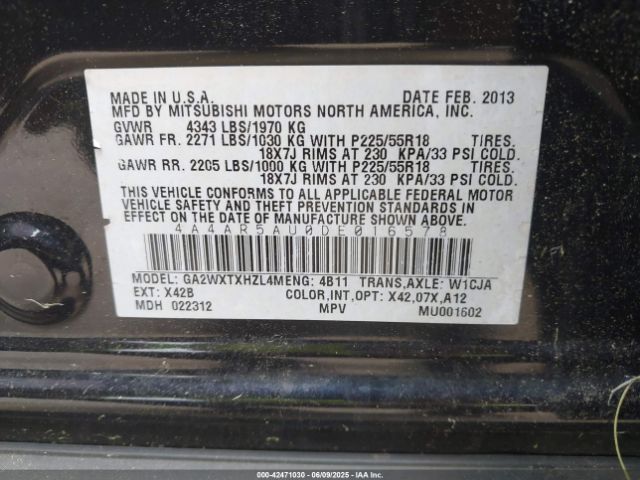 MADE IN U.S.A. DATE FEB. 2013
MFD BY MITSUBISHI MOTORS NORTH AMERICA, INC.
GVWR 4343 LBS/1970 KG
GAWR FR. 2271 LBS/1030 KG WITH P225/55R18 TIRES.
18X7J RIMS AT 230 KPA/33 PSI COLD.
GAWR RR. 2205 LBS/1000 KG WITH P225/55R18 TIRES.
18X7J RIMS AT 230 KPA/33 PSI COLD.
THIS VEHICLE CONFORMS TO ALL APPLICABLE FEDERAL MOTOR
VEHICLE SAFETY AND THEFT PREVENTION STANDARDS IN
EFFECT ON THE DATE OF MANUFACTURE SHOWN ABOVE.
4A4AR5AU0DE016578
MODEL: GA2WXTXHZL4MENG: 4B11 TRANS,AXLE: W1CJA
EXT: X42B COLOR,INT,OPT: X42,07X,A12
MDH 022312 MPV MU001602
000-42471030 - 06/09/2025 - IAA Inc.